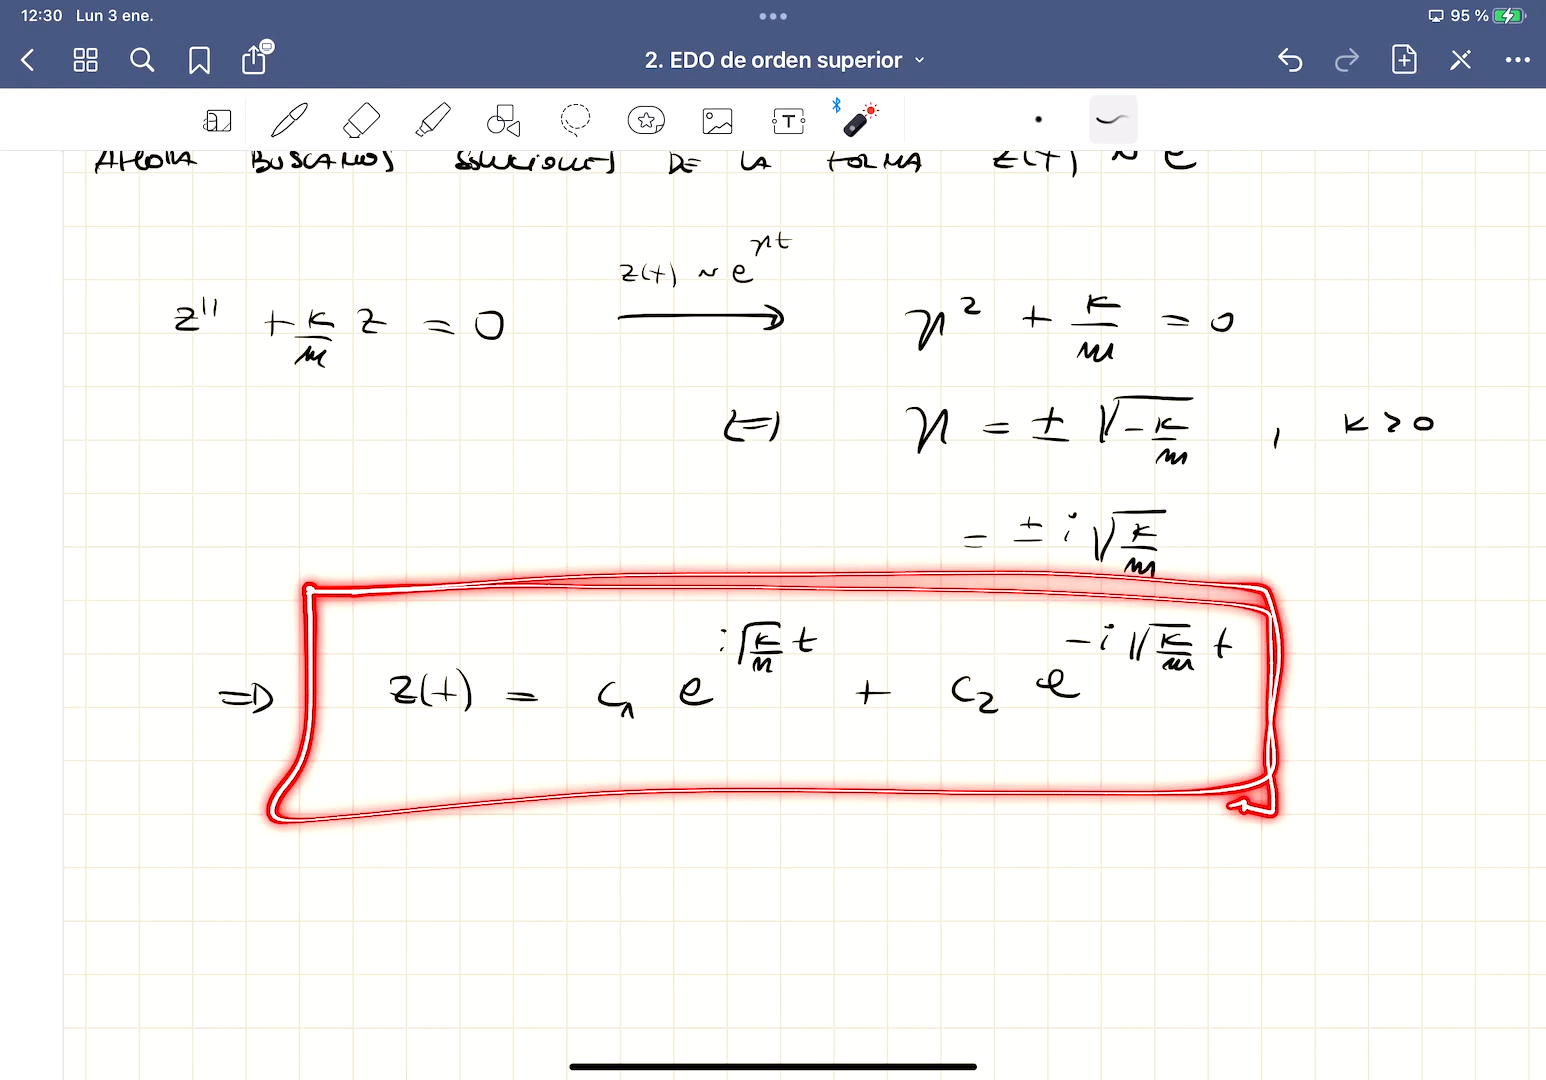 12:30 Lun 3 ene.
95 %
2. EDO de orden superior
T
AHORA BUSCAMOS SOLUCIONES DE LA FORMA z(t) ~ e
z'' + k/m z = 0 z(t) ~ e^{rt} → r² + k/m = 0
⇔ r = ± √(-k/m) , k > 0
= ± i √(k/m)
⇒ z(t) = c₁ e^{i√(k/m) t} + c₂ e^{-i√(k/m) t}